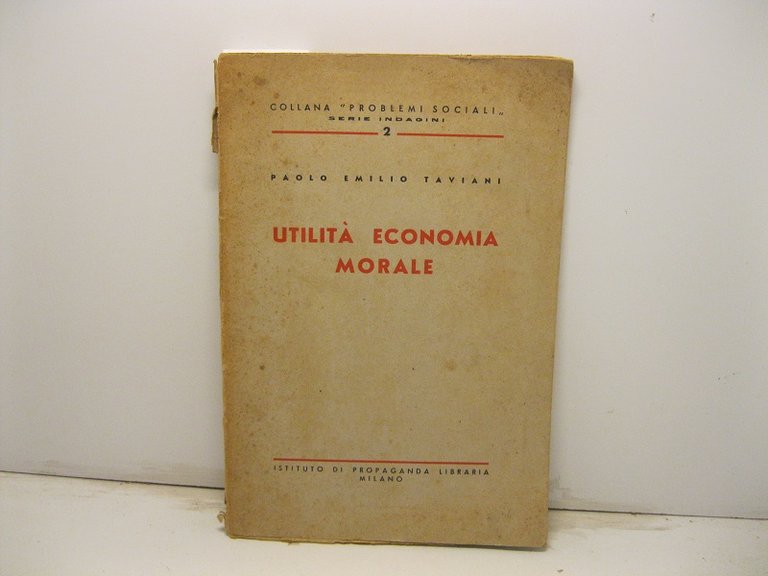 COLLANA "PROBLEMI SOCIALI„
SERIE INDAGINI
2
PAOLO EMILIO TAVIANI
UTILITÀ ECONOMIA
MORALE
ISTITUTO DI PROPAGANDA LIBRARIA
MILANO